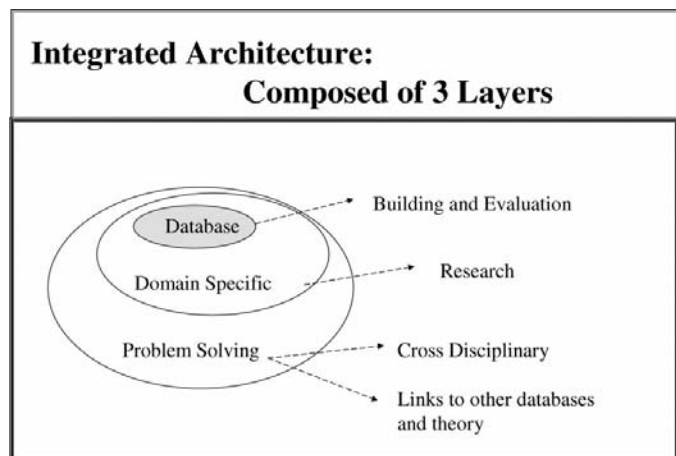 Integrated Architecture:
Composed of 3 Layers
Database
Building and Evaluation
Domain Specific
Research
Problem Solving
Cross Disciplinary
Links to other databases
and theory